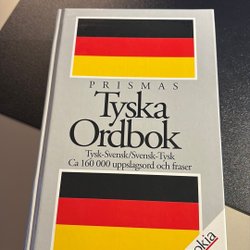 PRISMAS
Tyska
Ordbok
Tysk-Svensk/Svensk-Tysk
Ca 160 000 uppslagsord och fraser